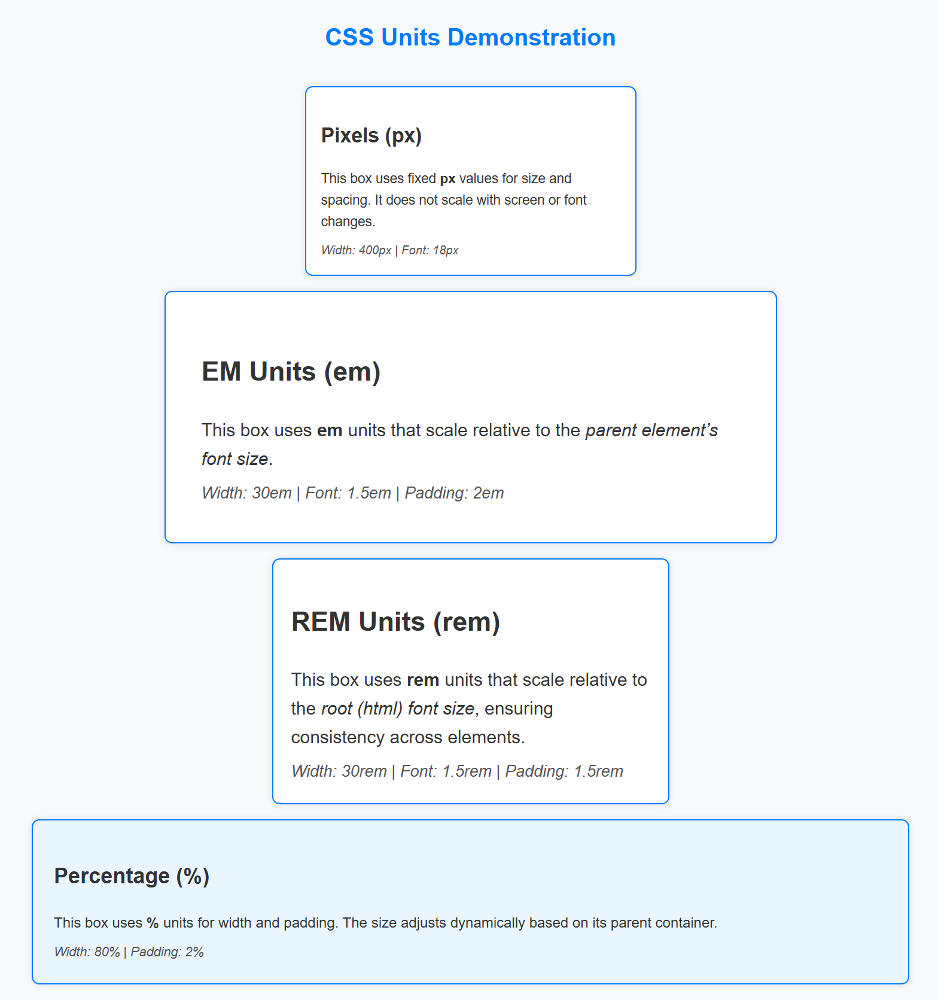 CSS Units Demonstration
Pixels (px)
This box uses fixed px values for size and
spacing. It does not scale with screen or font
changes.
Width: 400px | Font: 18px
EM Units (em)
This box uses em units that scale relative to the parent element’s
font size.
Width: 30em | Font: 1.5em | Padding: 2em
REM Units (rem)
This box uses rem units that scale relative to
the root (html) font size, ensuring
consistency across elements.
Width: 30rem | Font: 1.5rem | Padding: 1.5rem
Percentage (%)
This box uses % units for width and padding. The size adjusts dynamically based on its parent container.
Width: 80% | Padding: 2%